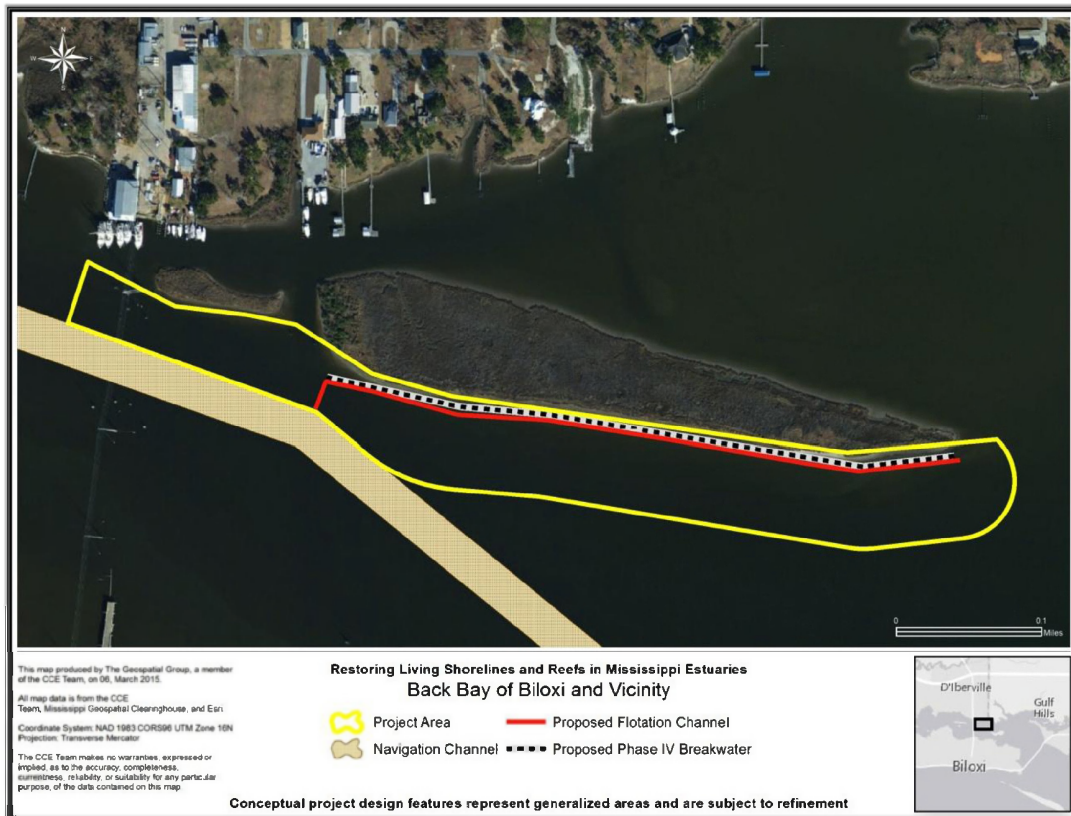 N
W
E
S
0
0.1
Miles
This map produced by The Geospatial Group, a member
of the CCE Team, on 06, March 2015.
All map data is from the CCE
Team, Mississippi Geospatial Clearinghouse, and Esri
Coordinate System: NAD 1983 CORS96 UTM Zone 16N
Projection: Transverse Mercator
The CCE Team makes no warranties, expressed or
implied, as to the accuracy, completeness,
currentness, reliability, or suitability for any particular
purpose, of the data contained on this map.
Restoring Living Shorelines and Reefs in Mississippi Estuaries
Back Bay of Biloxi and Vicinity
Project Area
Proposed Flotation Channel
Navigation Channel
Proposed Phase IV Breakwater
Conceptual project design features represent generalized areas and are subject to refinement
D'Iberville
Gulf
Hills
Biloxi